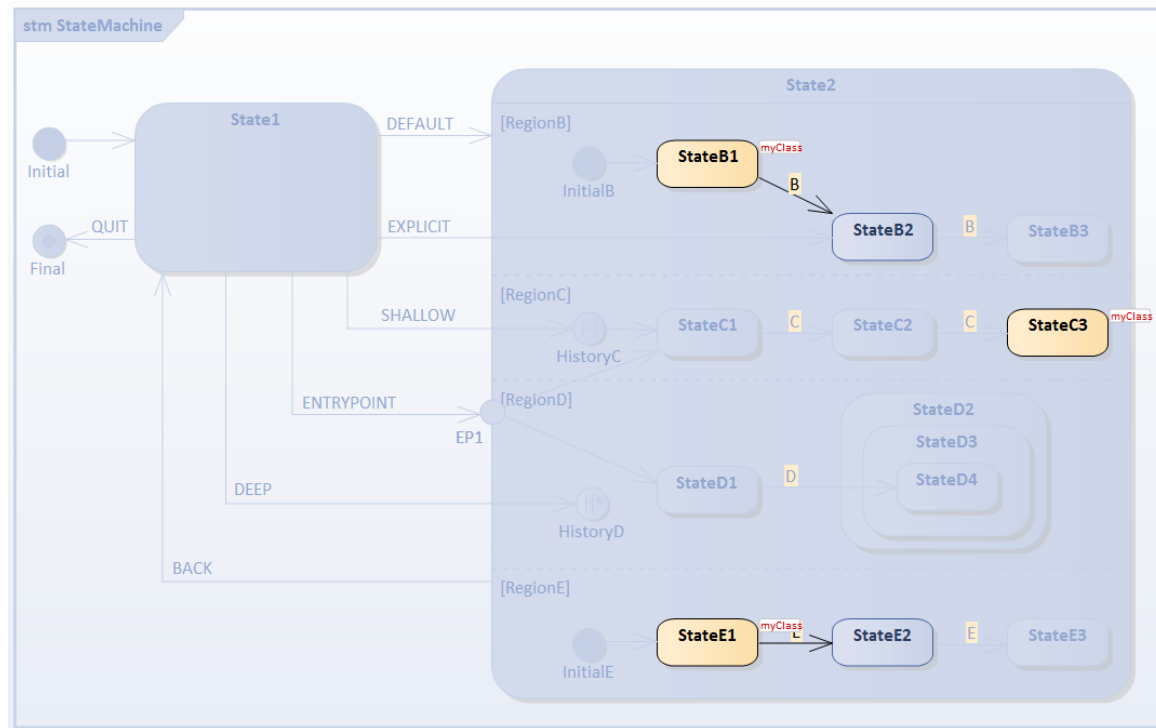 stm StateMachine
State2
State1
DEFAULT
[RegionB]
StateB1
myClass
Initial
InitialB
B
QUIT
EXPLICIT
StateB2
B
StateB3
Final
[RegionC]
SHALLOW
H
StateC1
C
StateC2
C
StateC3
myClass
HistoryC
ENTRYPOINT
[RegionD]
EP1
StateD2
StateD3
StateD1
D
StateD4
DEEP
H*
HistoryD
BACK
[RegionE]
StateE1
myClass
StateE2
E
StateE3
InitialE